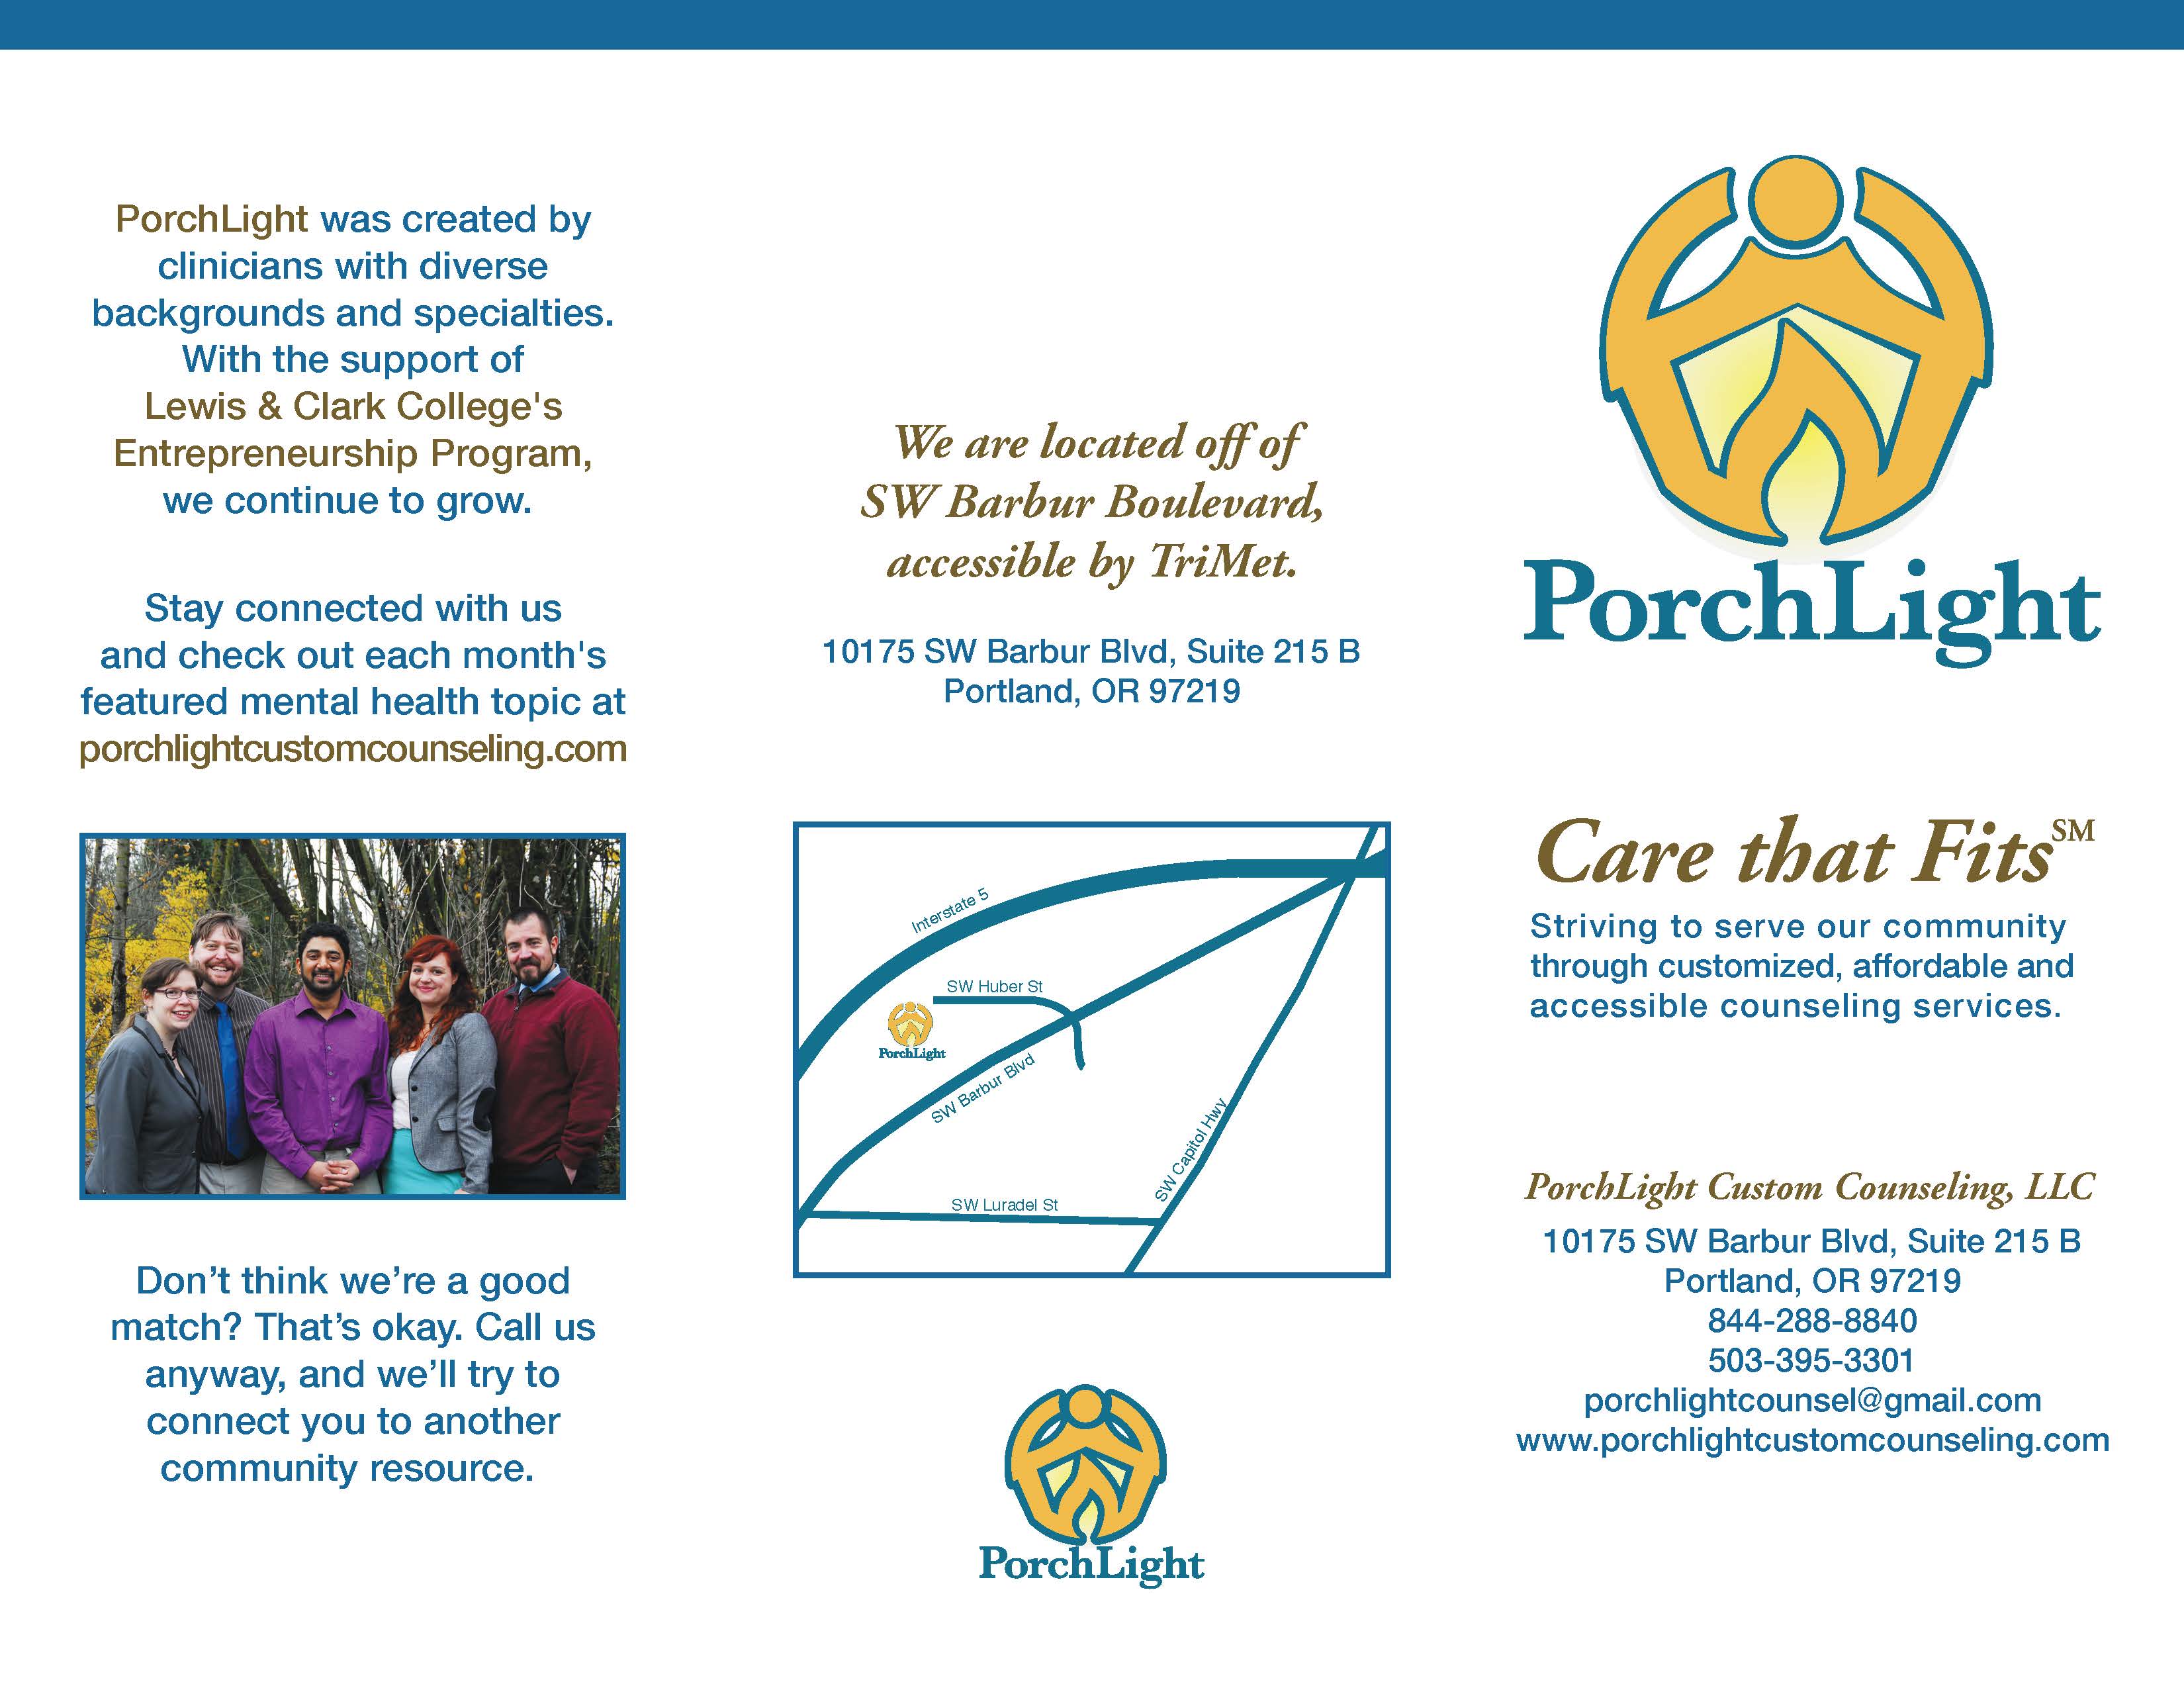 PorchLight was created by
clinicians with diverse
backgrounds and specialties.
With the support of
Lewis & Clark College's
Entrepreneurship Program,
we continue to grow.
Stay connected with us
and check out each month's
featured mental health topic at
porchlightcustomcounseling.com
Don’t think we’re a good
match? That’s okay. Call us
anyway, and we’ll try to
connect you to another
community resource.
We are located off of
SW Barbur Boulevard,
accessible by TriMet.
10175 SW Barbur Blvd, Suite 215 B
Portland, OR 97219
Interstate 5
SW Huber St
PorchLight
SW Barbur Blvd
SW Capitol Hwy
SW Luradel St
PorchLight
PorchLight
Care that Fits℠
Striving to serve our community
through customized, affordable and
accessible counseling services.
PorchLight Custom Counseling, LLC
10175 SW Barbur Blvd, Suite 215 B
Portland, OR 97219
844-288-8840
503-395-3301
porchlightcounsel@gmail.com
www.porchlightcustomcounseling.com